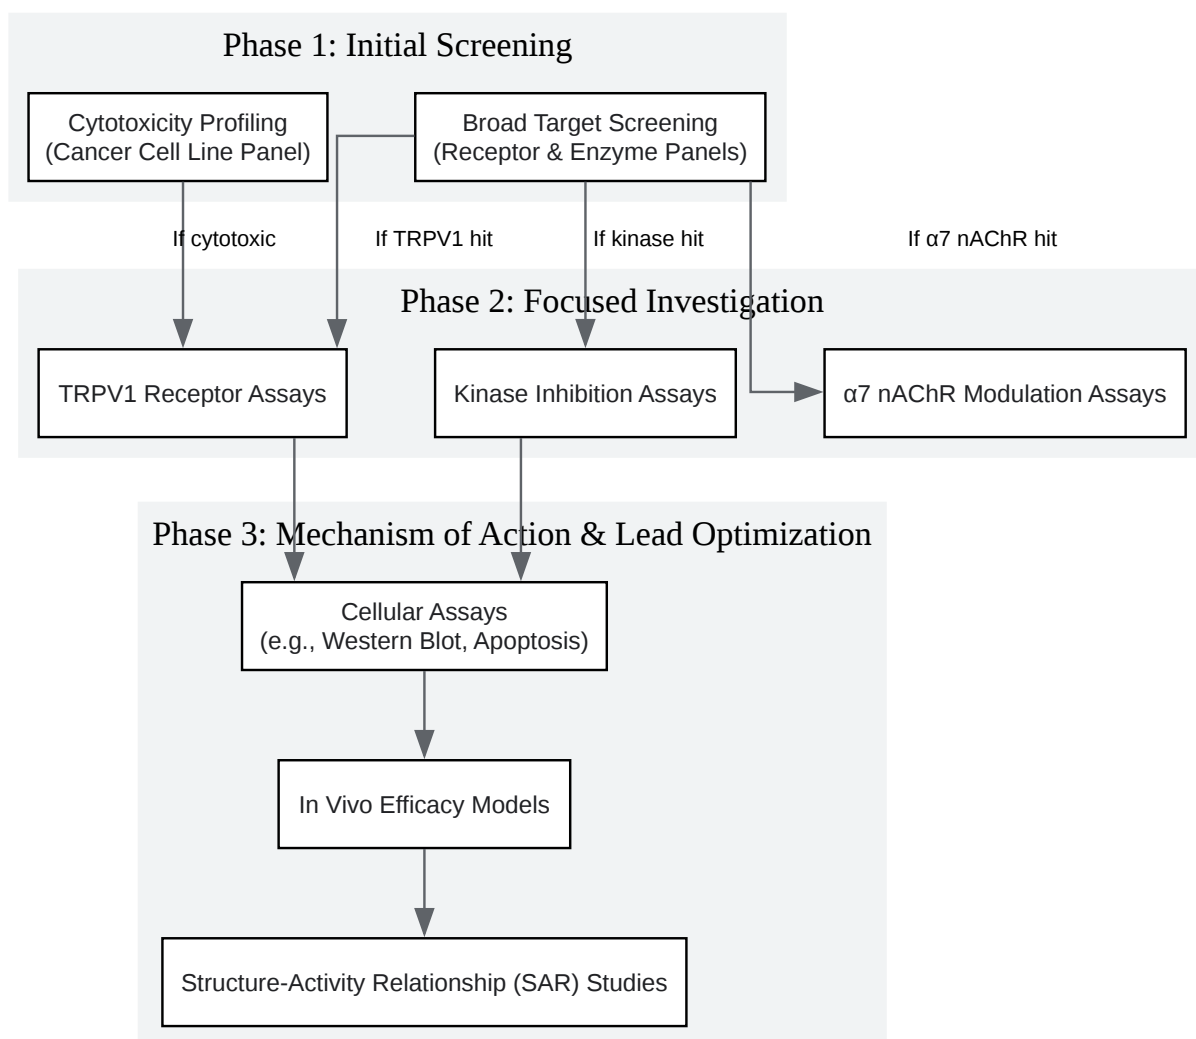 Phase 1: Initial Screening
Cytotoxicity Profiling
(Cancer Cell Line Panel)
Broad Target Screening
(Receptor & Enzyme Panels)
If cytotoxic
If TRPV1 hit
If kinase hit
If α7 nAChR hit
Phase 2: Focused Investigation
TRPV1 Receptor Assays
Kinase Inhibition Assays
α7 nAChR Modulation Assays
Phase 3: Mechanism of Action & Lead Optimization
Cellular Assays
(e.g., Western Blot, Apoptosis)
In Vivo Efficacy Models
Structure-Activity Relationship (SAR) Studies